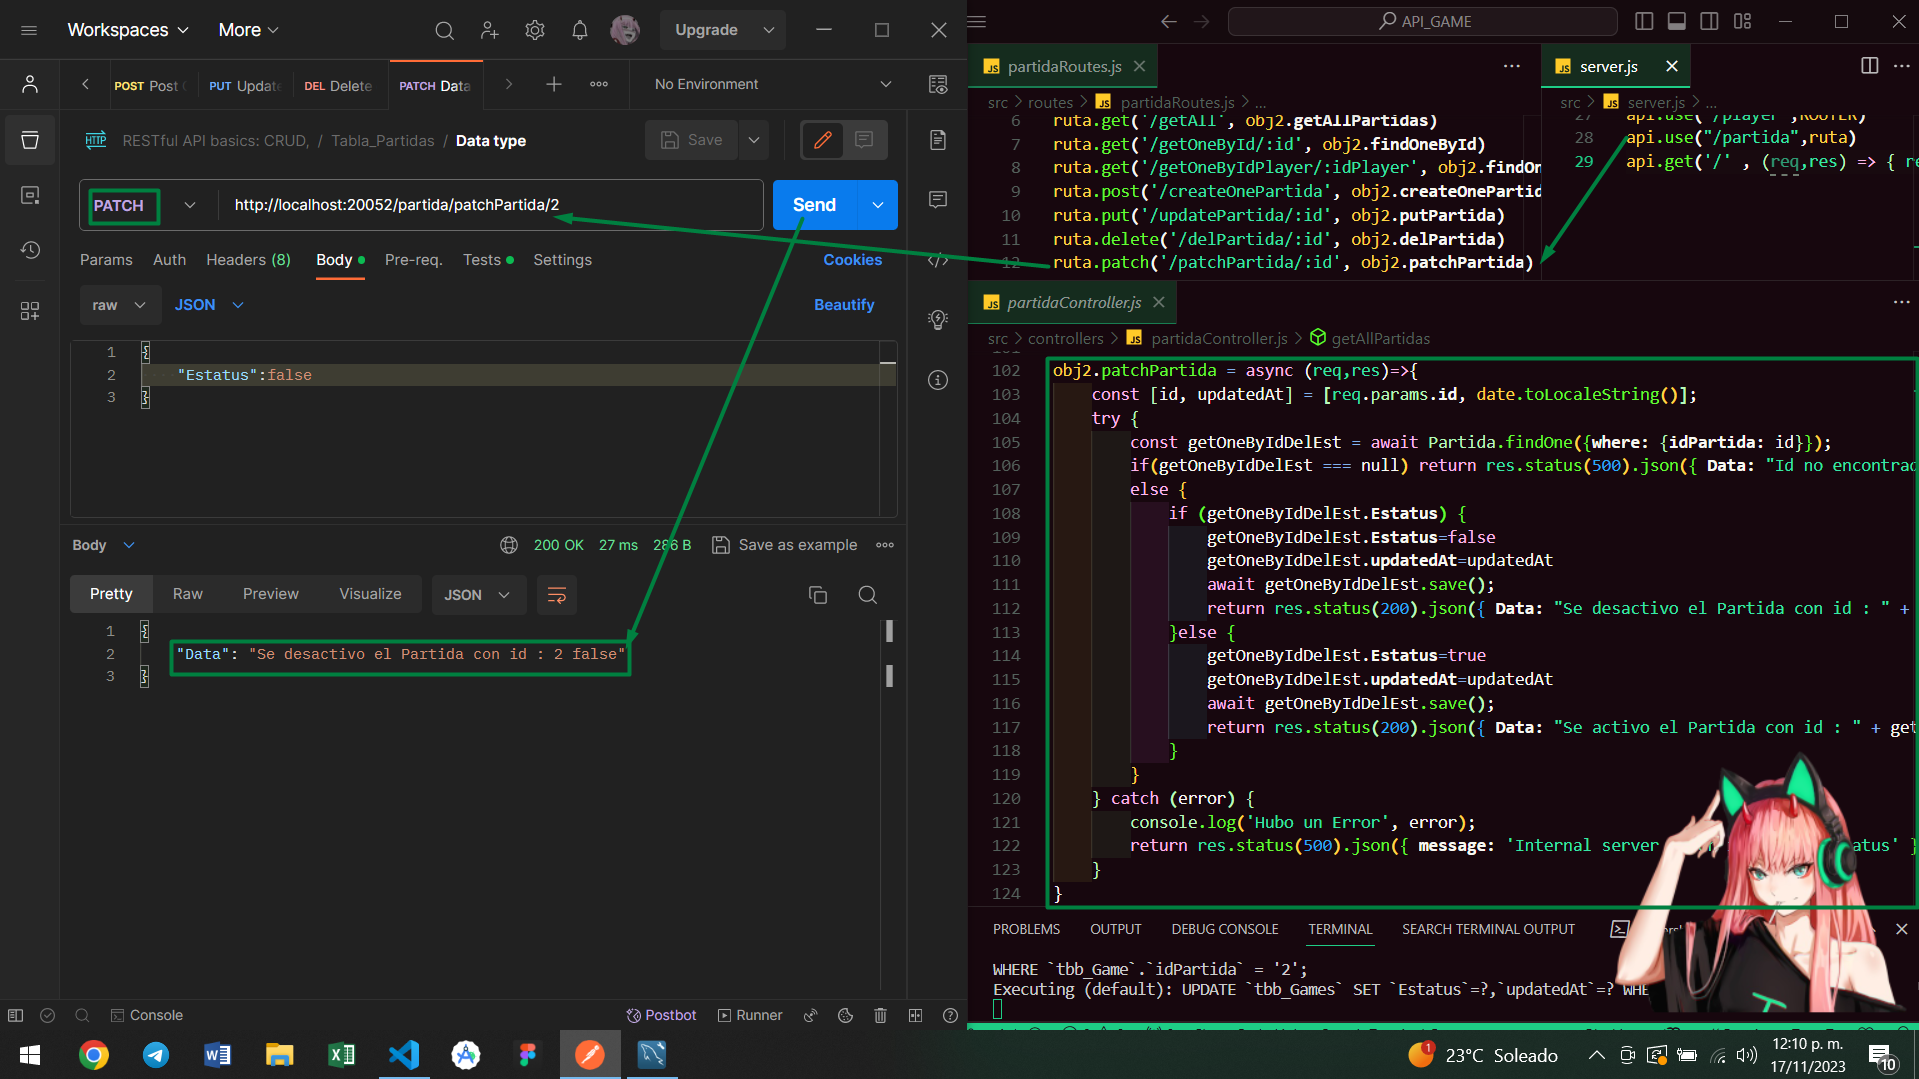 Workspaces
More
Upgrade
POST Post
PUT Update
DEL Delete
PATCH Data
No Environment
HTTP
RESTful API basics: CRUD, / Tabla_Partidas / Data type
Save
PATCH
http://localhost:20052/partida/patchPartida/2
Send
Params
Auth
Headers (8)
Body
Pre-req.
Tests
Settings
Cookies
raw
JSON
Beautify
1 {
2 "Estatus":false
3 }
Body
200 OK
27 ms
286 B
Save as example
Pretty
Raw
Preview
Visualize
JSON
1 {
2 "Data": "Se desactivo el Partida con id : 2 false"
3 }
Console
Postbot
Runner
API_GAME
partidaRoutes.js
src > routes > JS partidaRoutes.js > ...
6 ruta.get('/getAll', obj2.getAllPartidas)
7 ruta.get('/getOneById/:id', obj2.findOneById)
8 ruta.get('/getOneByIdPlayer/:idPlayer', obj2.findOn
9 ruta.post('/createOnePartida', obj2.createOnePartid
10 ruta.put('/updatePartida/:id', obj2.putPartida)
11 ruta.delete('/delPartida/:id', obj2.delPartida)
12 ruta.patch('/patchPartida/:id', obj2.patchPartida)
server.js
src > JS server.js > ...
27 api.use("/player",ROUTER)
28 api.use("/partida",ruta)
29 api.get('/' , (req,res) => { re
partidaController.js
src > controllers > JS partidaController.js > getAllPartidas
101
102 obj2.patchPartida = async (req,res)=>{
103 const [id, updatedAt] = [req.params.id, date.toLocaleString()];
104 try {
105 const getOneByIdDelEst = await Partida.findOne({where: {idPartida: id}});
106 if(getOneByIdDelEst === null) return res.status(500).json({ Data: "Id no encontrad
107 else {
108 if (getOneByIdDelEst.Estatus) {
109 getOneByIdDelEst.Estatus=false
110 getOneByIdDelEst.updatedAt=updatedAt
111 await getOneByIdDelEst.save();
112 return res.status(200).json({ Data: "Se desactivo el Partida con id : " +
113 }else {
114 getOneByIdDelEst.Estatus=true
115 getOneByIdDelEst.updatedAt=updatedAt
116 await getOneByIdDelEst.save();
117 return res.status(200).json({ Data: "Se activo el Partida con id : " + get
118 }
119 }
120 } catch (error) {
121 console.log('Hubo un Error', error);
122 return res.status(500).json({ message: 'Internal server atus' }
123 }
124 }
PROBLEMS
OUTPUT
DEBUG CONSOLE
TERMINAL
SEARCH TERMINAL OUTPUT
WHERE `tbb_Game`.`idPartida` = '2';
Executing (default): UPDATE `tbb_Games` SET `Estatus`=?,`updatedAt`=? WHE
23°C Soleado
12:10 p. m.
17/11/2023
10